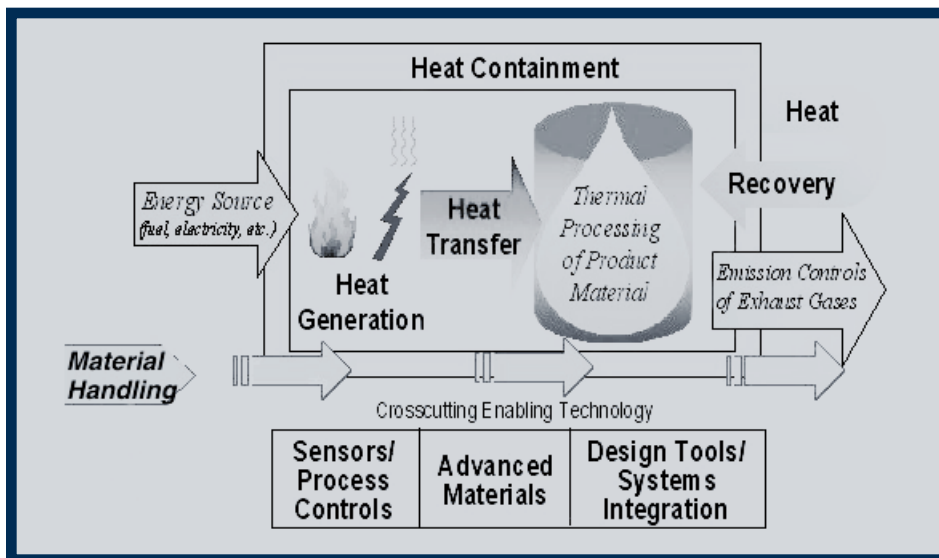 Heat Containment
Heat
Recovery
Energy Source
(fuel, electricity, etc.)
Heat
Transfer
Thermal
Processing
of Product
Material
Heat
Generation
Emission Controls
of Exhaust Gases
Material
Handling
Crosscutting Enabling Technology
Sensors/
Process
Controls
Advanced
Materials
Design Tools/
Systems
Integration